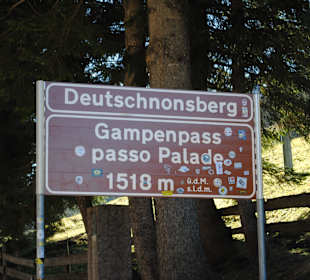 Deutschnonsberg
Gampenpass
passo Palade
1518 m ü.d.M.
s.l.d.m.